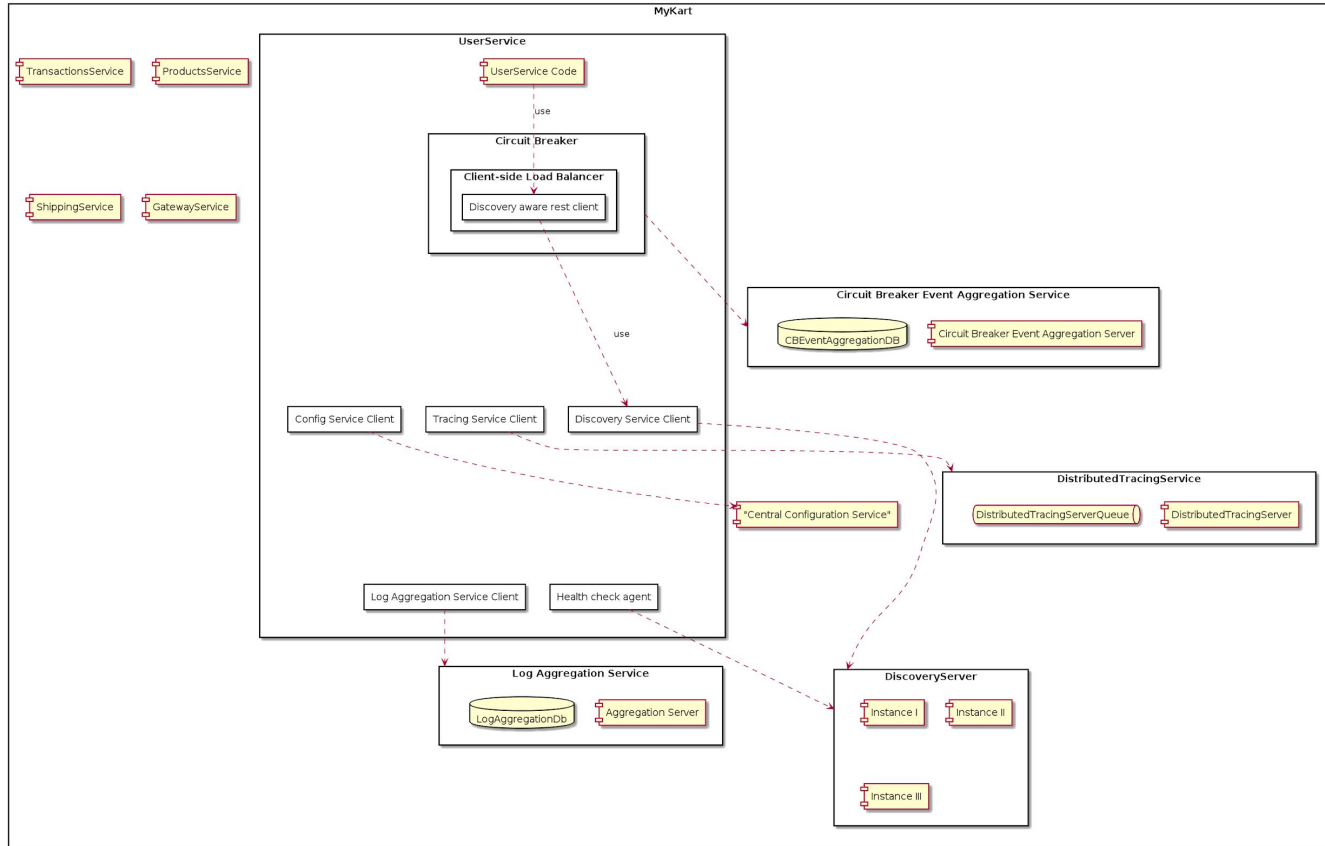 MyKart
UserService
TransactionsService
ProductsService
UserService Code
use
Circuit Breaker
Client-side Load Balancer
Discovery aware rest client
ShippingService
GatewayService
Circuit Breaker Event Aggregation Service
CBEventAggregationDB
Circuit Breaker Event Aggregation Server
use
Config Service Client
Tracing Service Client
Discovery Service Client
DistributedTracingService
DistributedTracingServerQueue
DistributedTracingServer
"Central Configuration Service"
Log Aggregation Service Client
Health check agent
Log Aggregation Service
LogAggregationDb
Aggregation Server
DiscoveryServer
Instance I
Instance II
Instance III